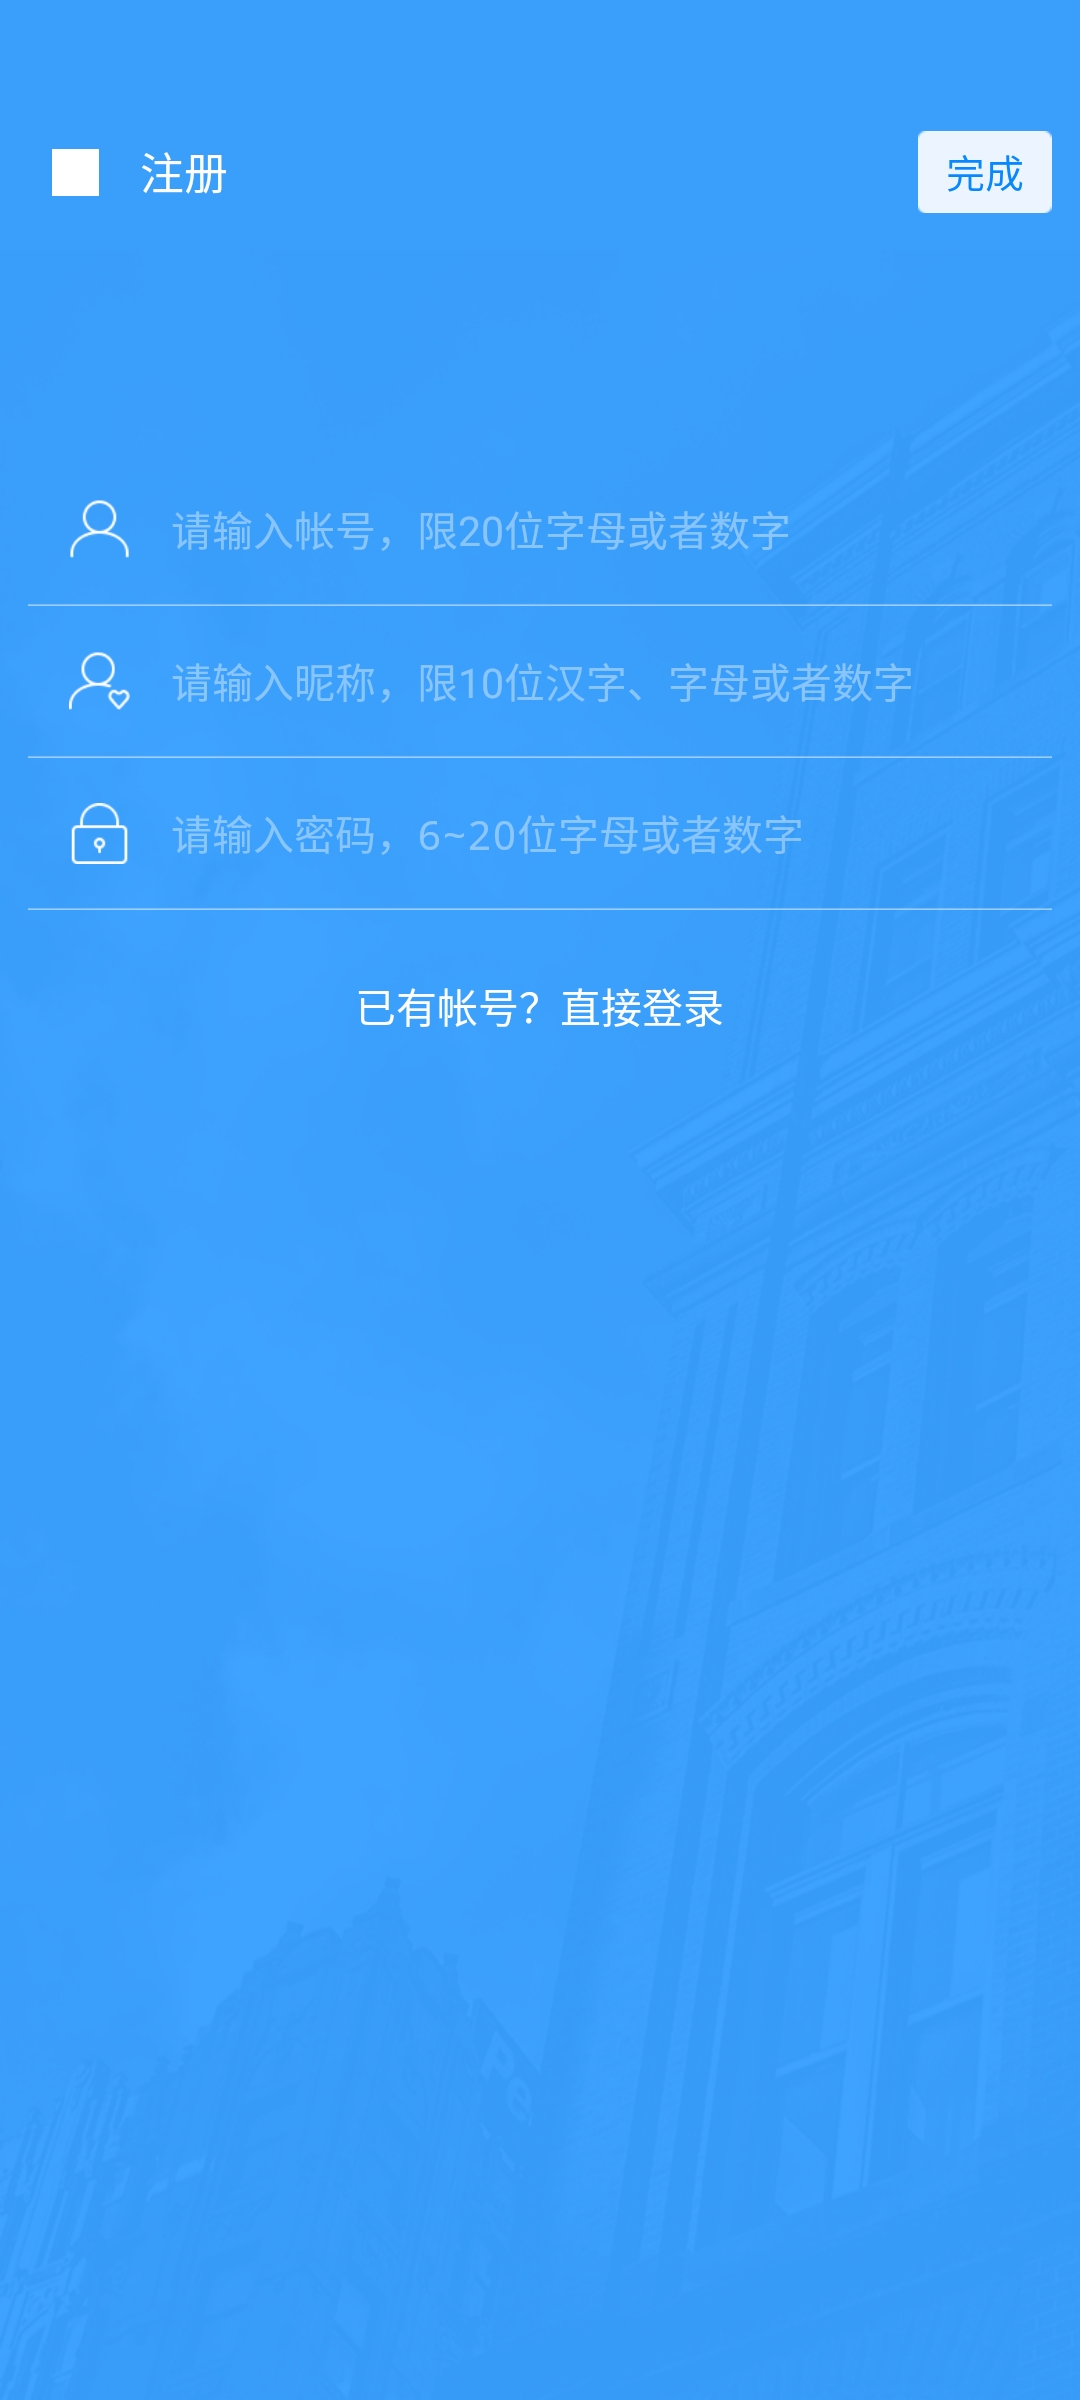 注册
完成
请输入帐号，限20位字母或者数字
请输入昵称，限10位汉字、字母或者数字
请输入密码，6~20位字母或者数字
已有帐号？直接登录